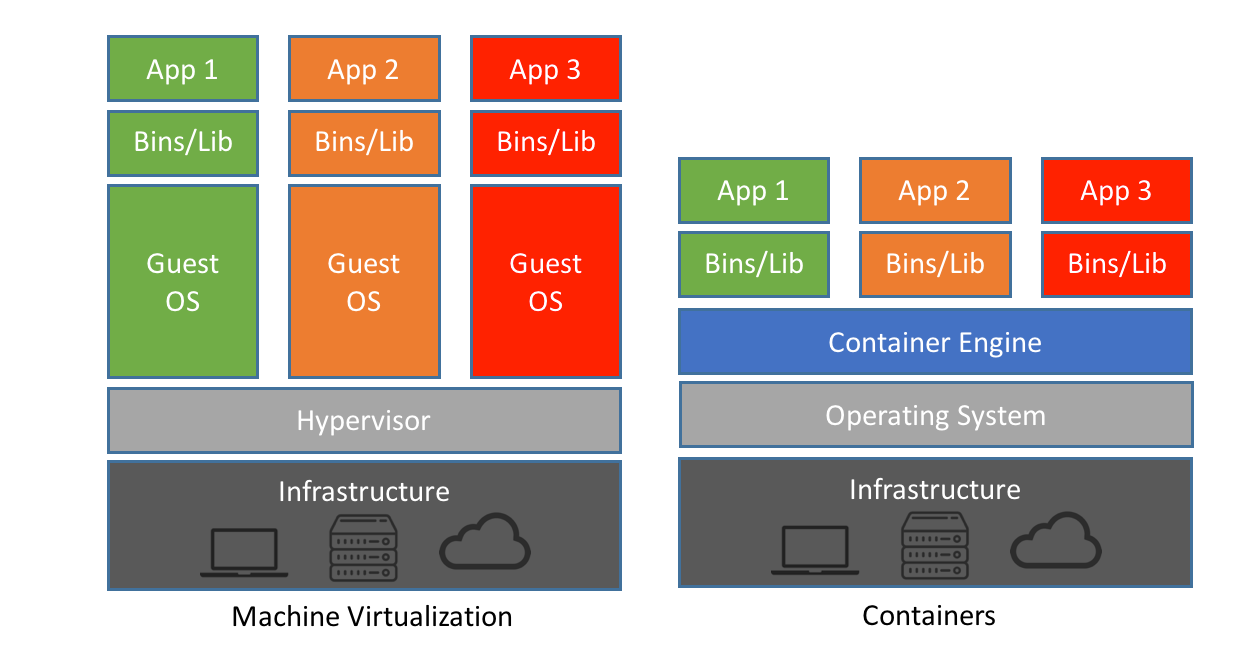 App 1
App 2
App 3
Bins/Lib
Bins/Lib
Bins/Lib
Guest
OS
Guest
OS
Guest
OS
Hypervisor
Infrastructure
Machine Virtualization
App 1
App 2
App 3
Bins/Lib
Bins/Lib
Bins/Lib
Container Engine
Operating System
Infrastructure
Containers